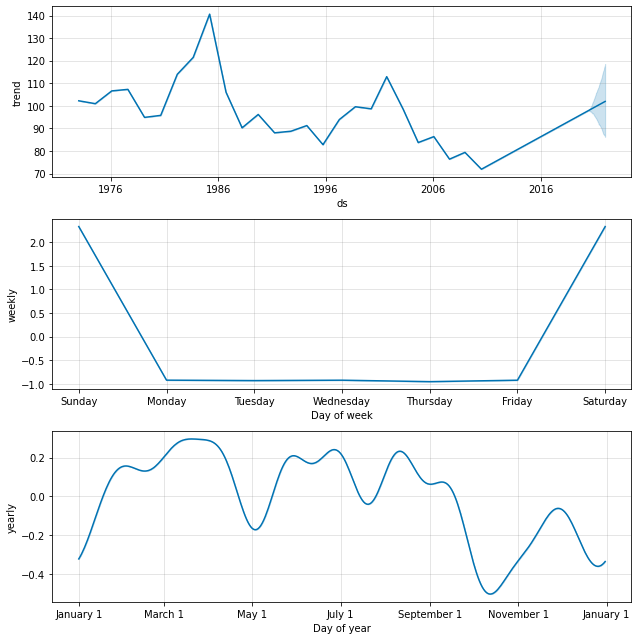 140
130
120
110
100
90
80
70
trend
1976 1986 1996 2006 2016
ds
2.0
1.5
1.0
0.5
0.0
−0.5
−1.0
weekly
Sunday Monday Tuesday Wednesday Thursday Friday Saturday
Day of week
0.2
0.0
−0.2
−0.4
yearly
January 1 March 1 May 1 July 1 September 1 November 1 January 1
Day of year